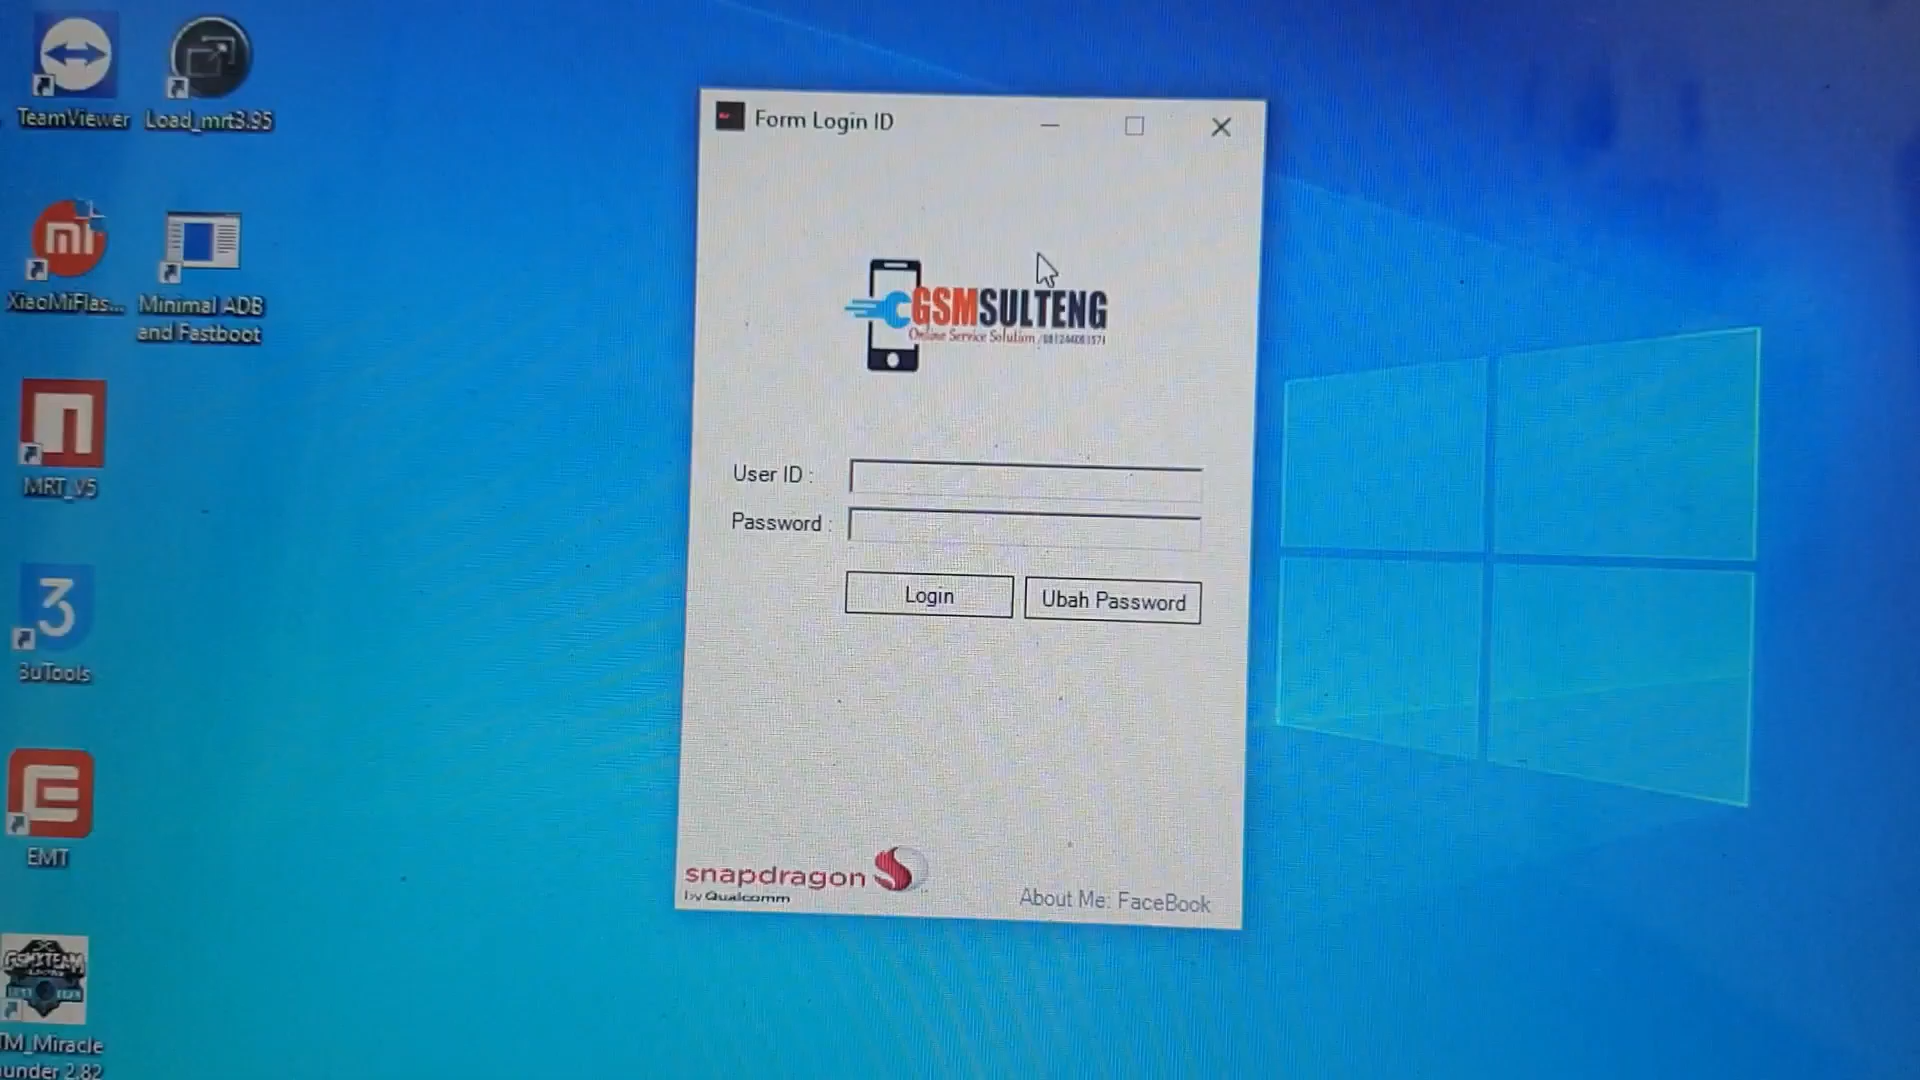 TeamViewer
Load_mrt3.95
XiaoMiFlas...
Minimal ADB
and Fastboot
MRT_V5
3uTools
EMT
GSMXTEAM
TM_Miracle
under 2.82
Form Login ID
GSMSULTENG
Online Service Solution
User ID :
Password :
Login
Ubah Password
snapdragon
by Qualcomm
About Me: FaceBook